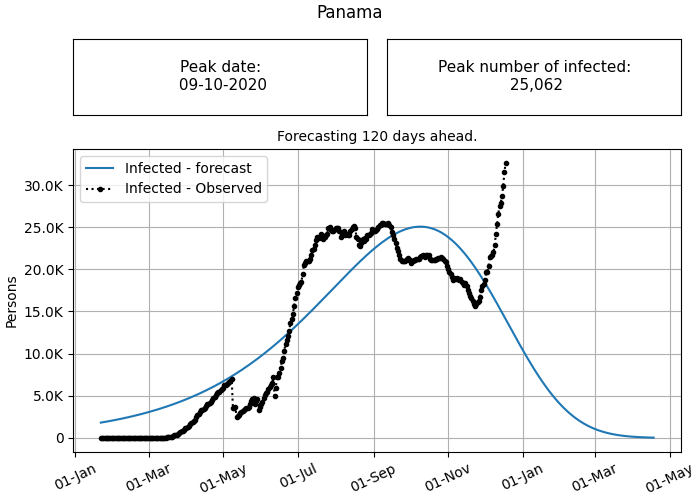 Panama
Peak date:
09-10-2020
Peak number of infected:
25,062
Forecasting 120 days ahead.
Infected - forecast
Infected - Observed
Persons
30.0K
25.0K
20.0K
15.0K
10.0K
5.0K
0
01-Jan
01-Mar
01-May
01-Jul
01-Sep
01-Nov
01-Jan
01-Mar
01-May